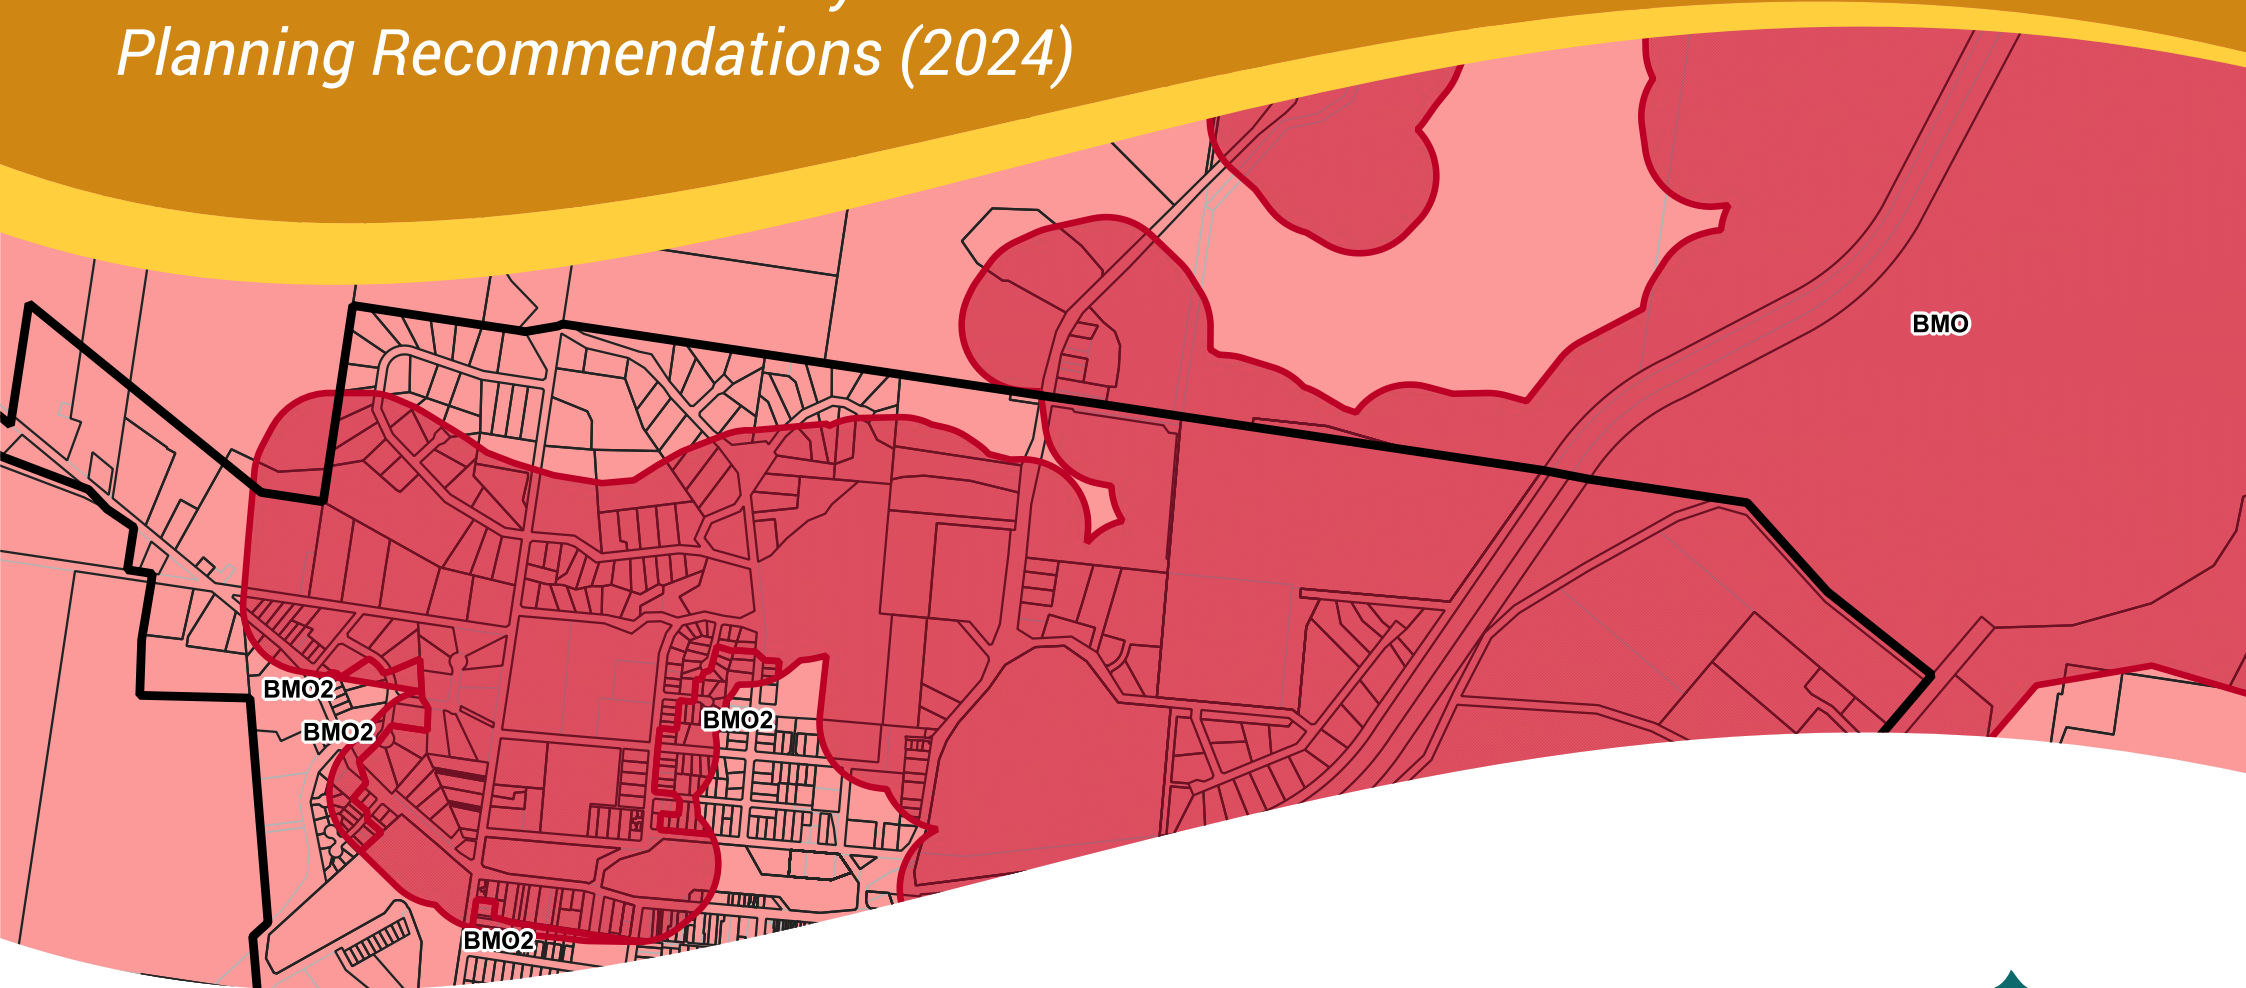 Planning Recommendations (2024)
BMO
BMO2
BMO2
BMO2
BMO2